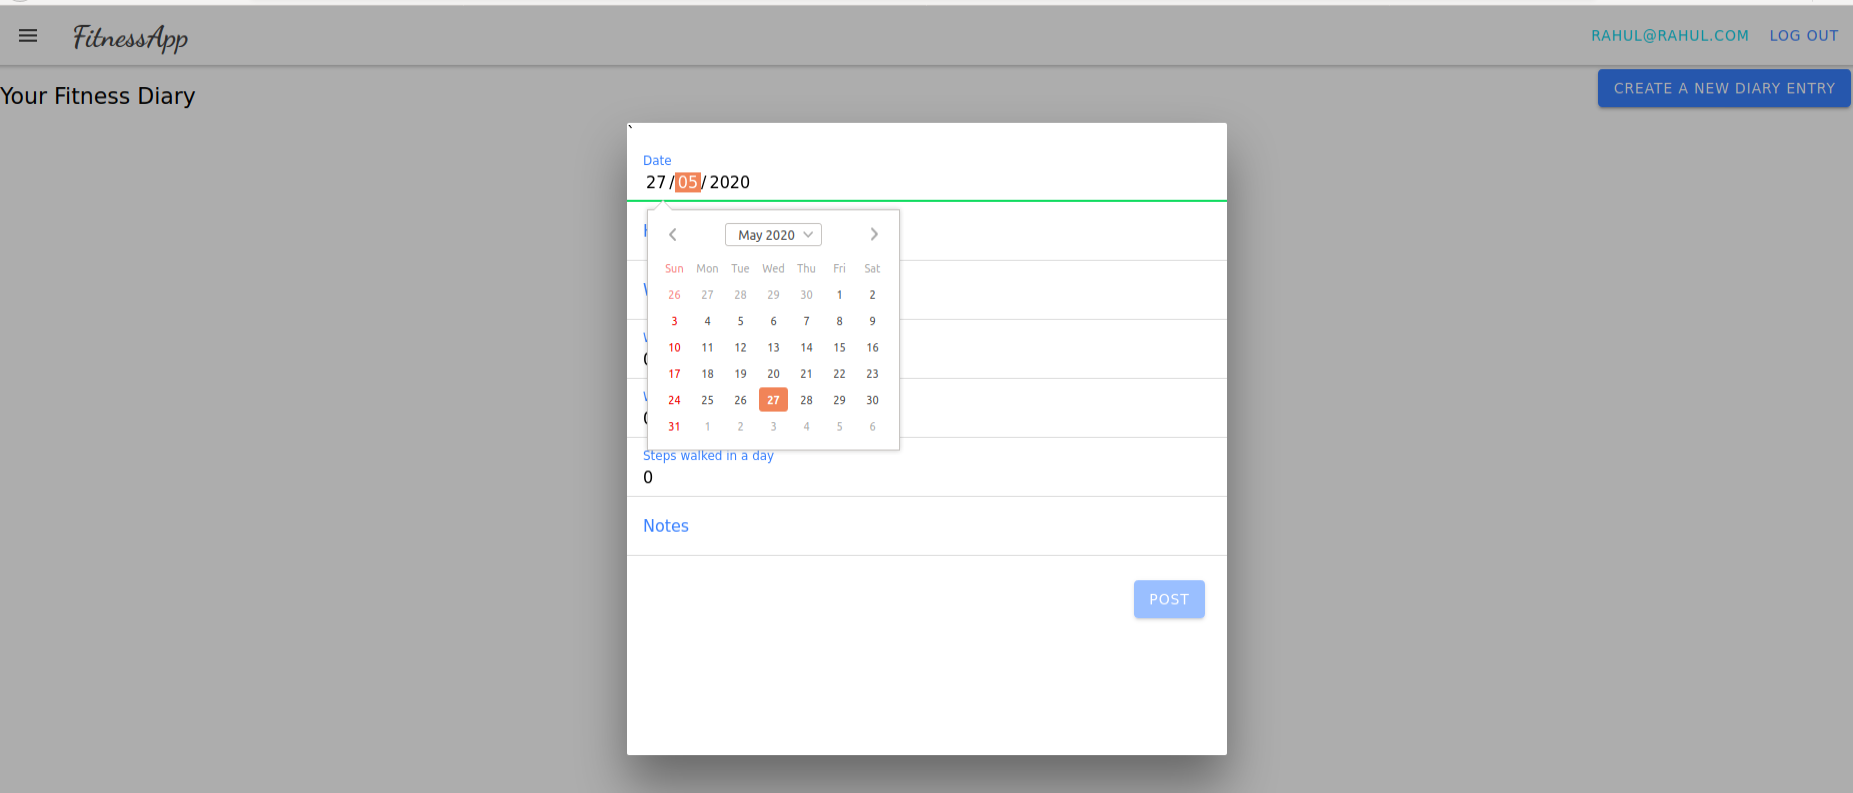 FitnessApp
RAHUL@RAHUL.COM LOG OUT
Your Fitness Diary
CREATE A NEW DIARY ENTRY
`
Date
27/05/2020
May 2020
Sun Mon Tue Wed Thu Fri Sat
26 27 28 29 30 1 2
3 4 5 6 7 8 9
10 11 12 13 14 15 16
17 18 19 20 21 22 23
24 25 26 27 28 29 30
31 1 2 3 4 5 6
Steps walked in a day
0
Notes
POST